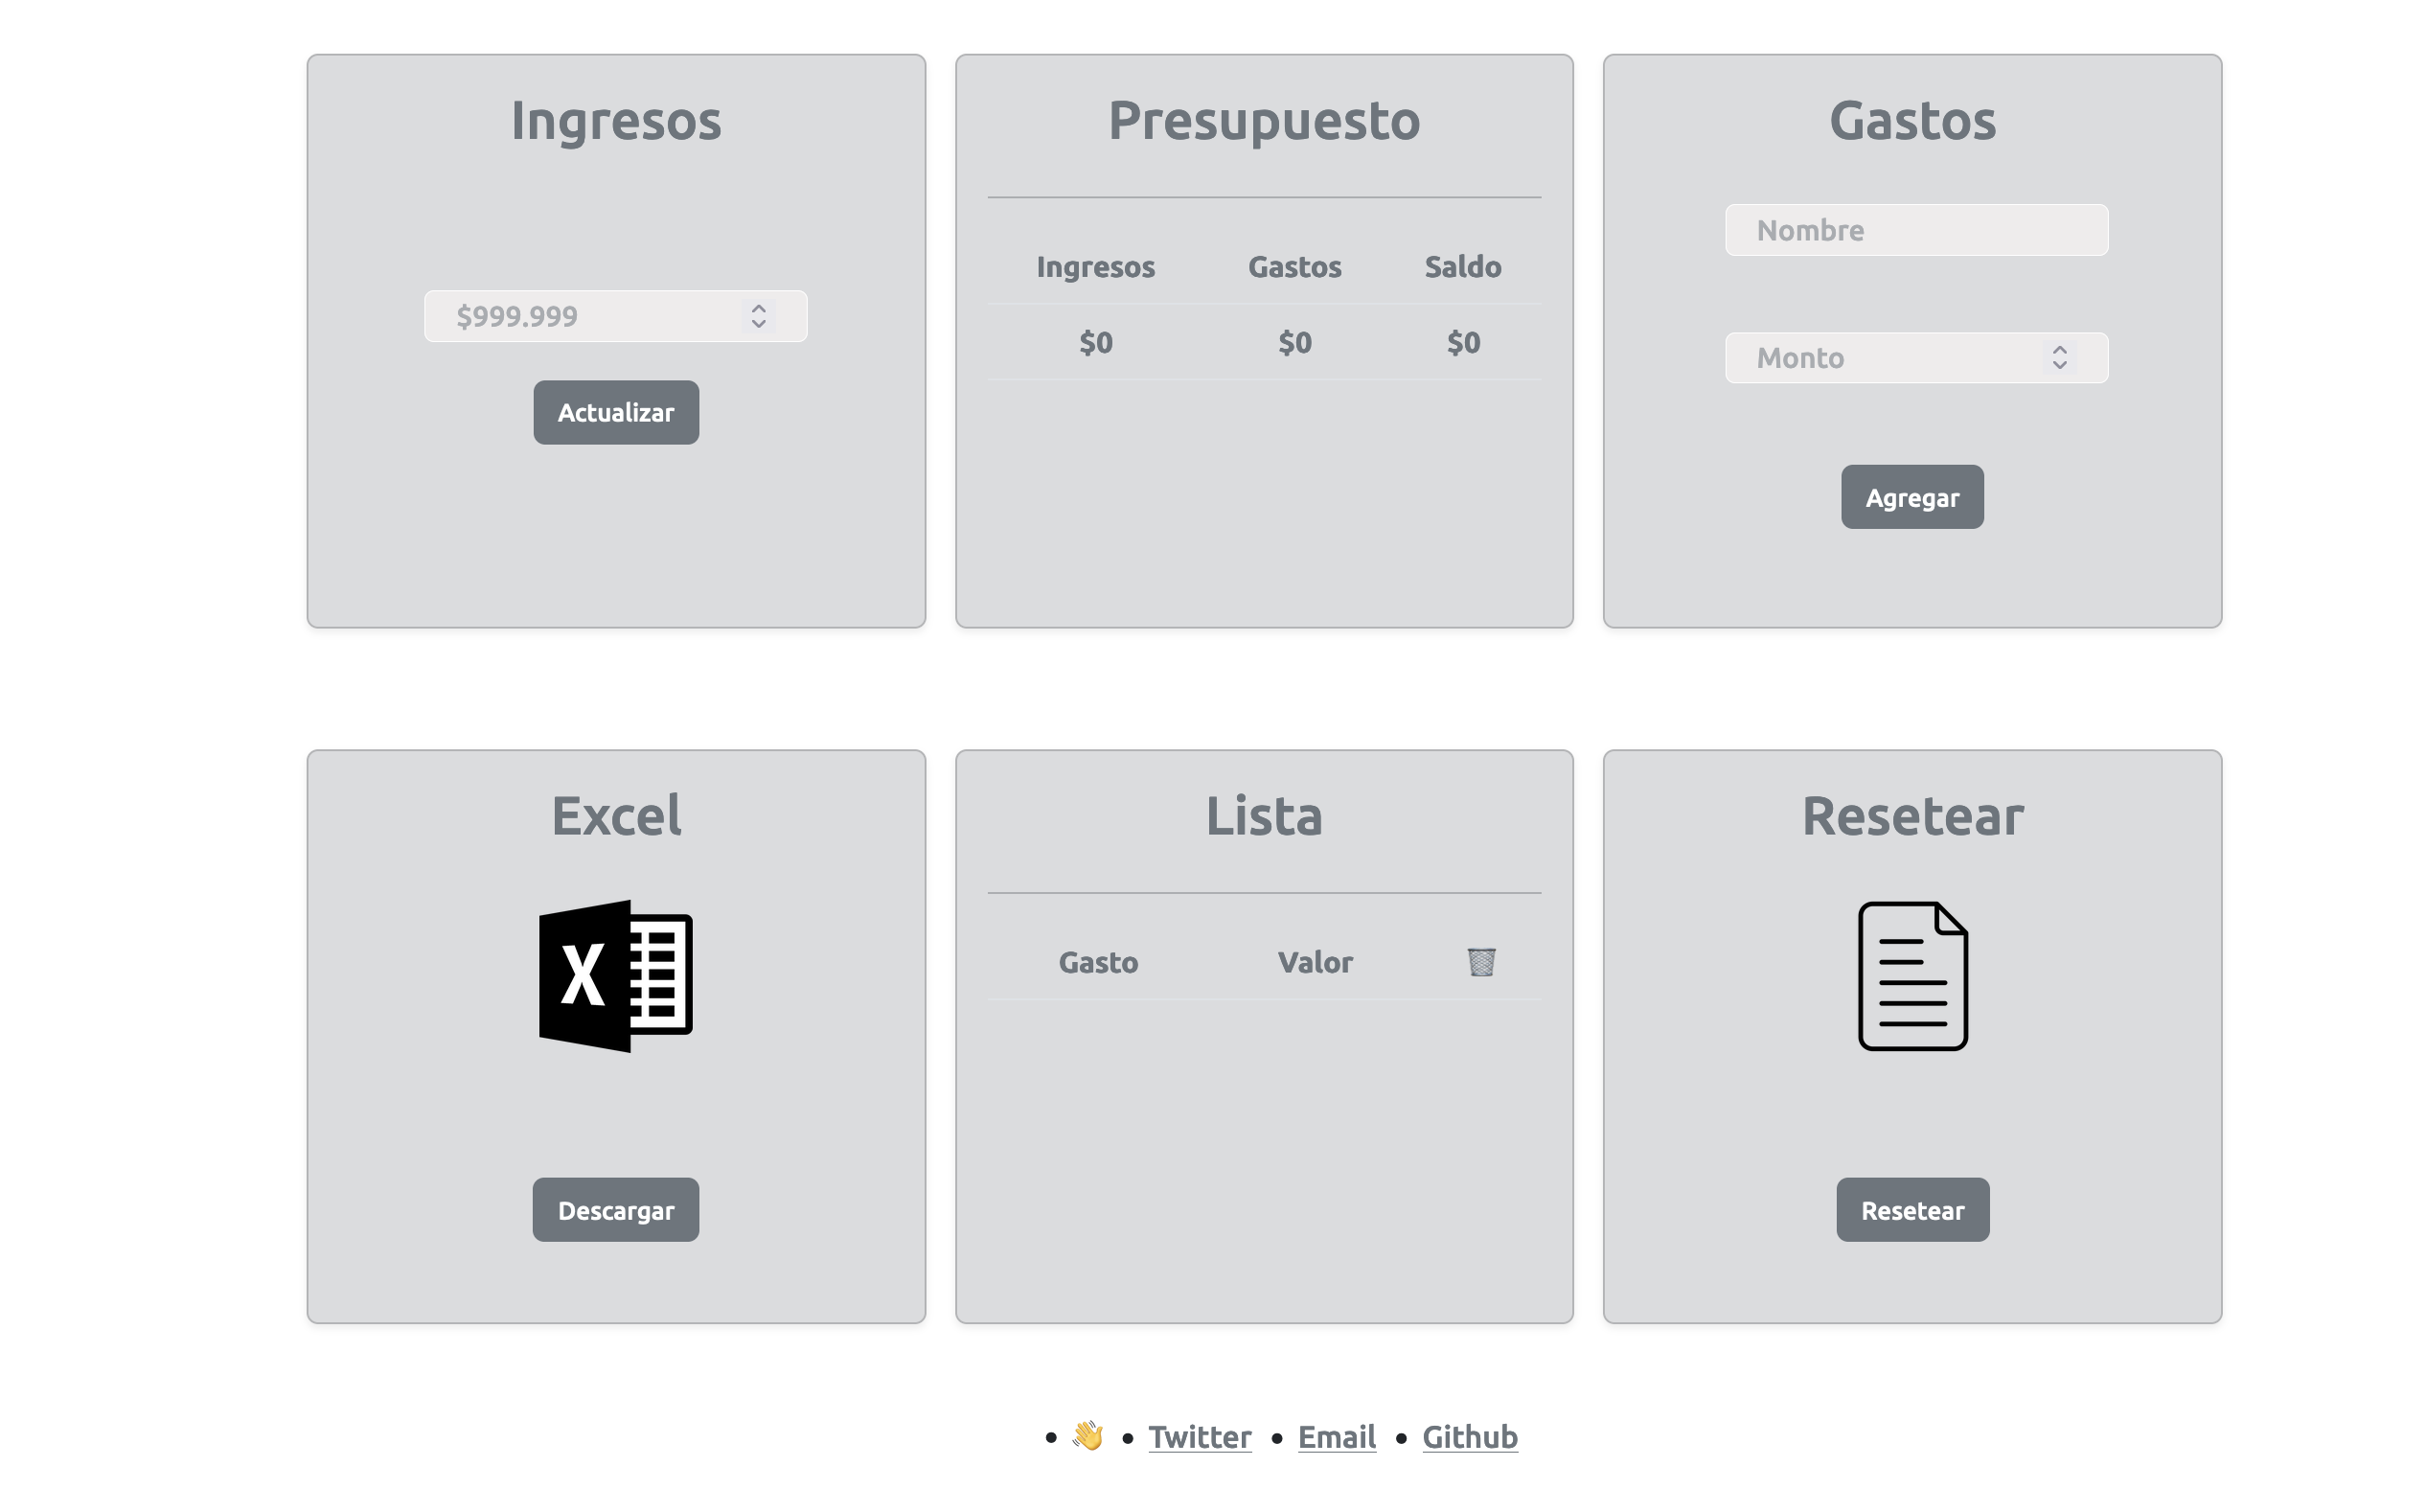 Ingresos
$999.999
Actualizar
Presupuesto
Ingresos Gastos Saldo
$0 $0 $0
Gastos
Nombre
Monto
Agregar
Excel
X
Descargar
Lista
Gasto Valor
Resetear
Resetear
• 👋 • Twitter • Email • Github